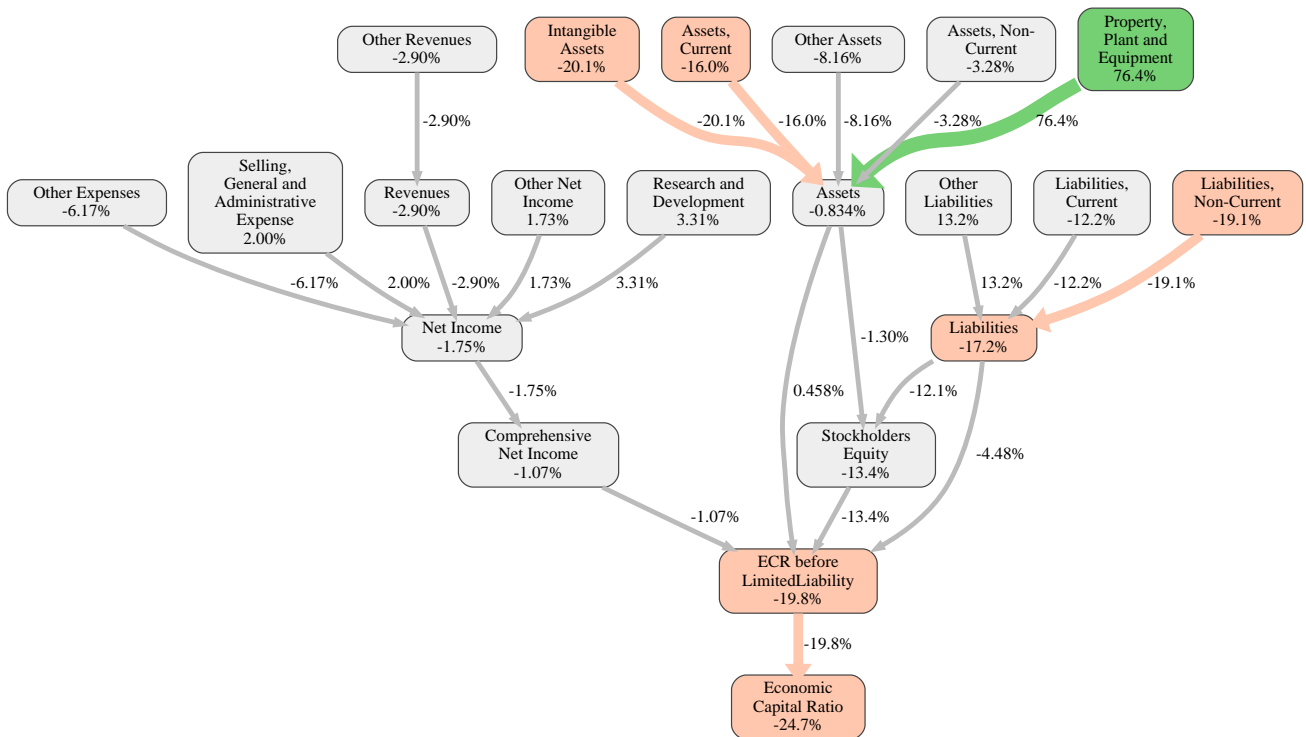 Other Revenues
-2.90%
Intangible
Assets
-20.1%
Assets,
Current
-16.0%
Other Assets
-8.16%
Assets, Non-
Current
-3.28%
Property,
Plant and
Equipment
76.4%
-2.90%
-20.1%
-16.0%
-8.16%
-3.28%
76.4%
Other Expenses
-6.17%
Selling,
General and
Administrative
Expense
2.00%
Revenues
-2.90%
Other Net
Income
1.73%
Research and
Development
3.31%
Assets
-0.834%
Other
Liabilities
13.2%
Liabilities,
Current
-12.2%
Liabilities,
Non-Current
-19.1%
-6.17%
2.00%
-2.90%
1.73%
3.31%
13.2%
-12.2%
-19.1%
Net Income
-1.75%
-1.30%
Liabilities
-17.2%
-1.75%
0.458%
-12.1%
Comprehensive
Net Income
-1.07%
Stockholders
Equity
-13.4%
-4.48%
-1.07%
-13.4%
ECR before
LimitedLiability
-19.8%
-19.8%
Economic
Capital Ratio
-24.7%